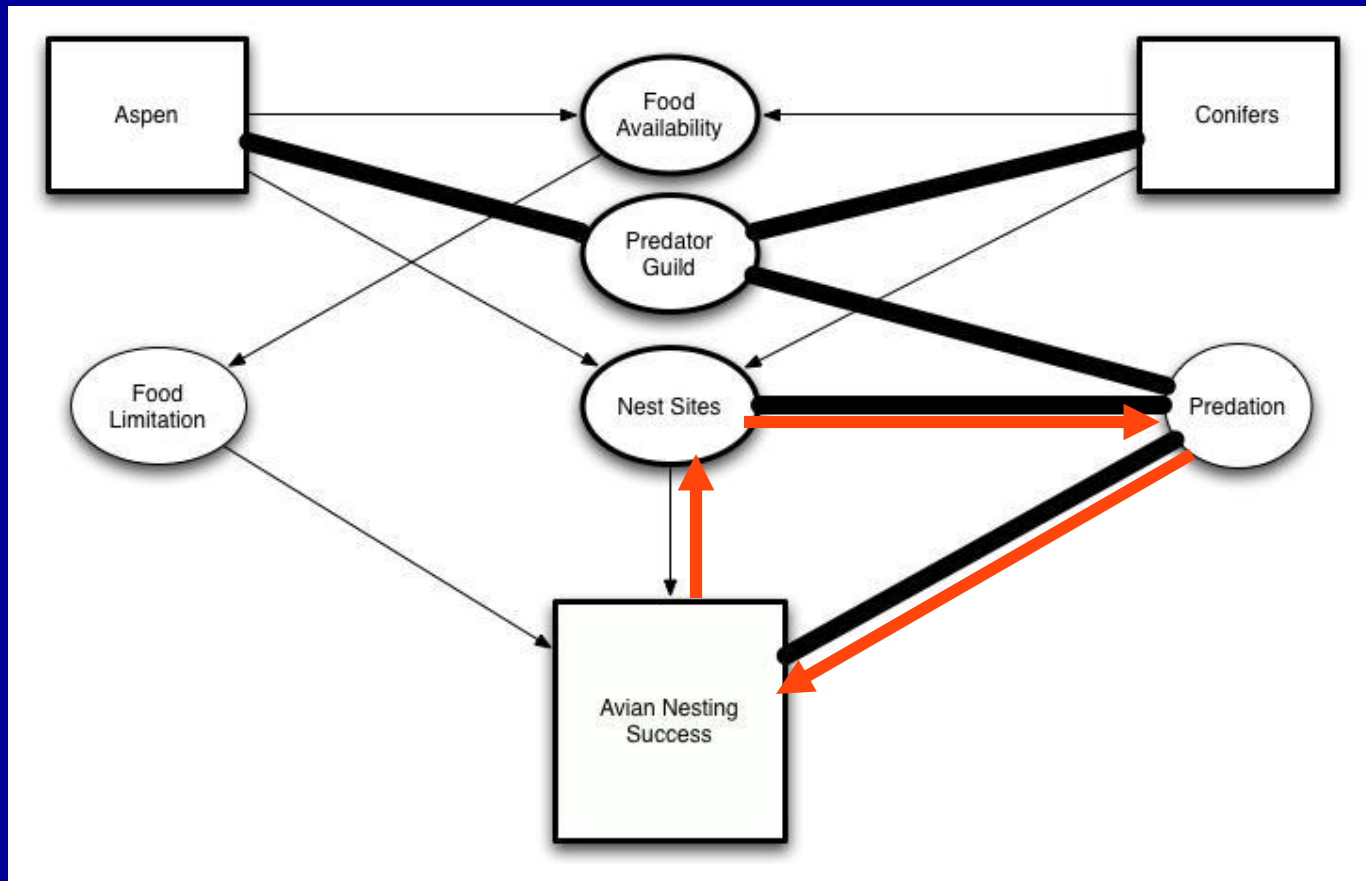 Aspen
Food
Availability
Conifers
Predator
Guild
Food
Limitation
Nest Sites
Predation
Avian Nesting
Success